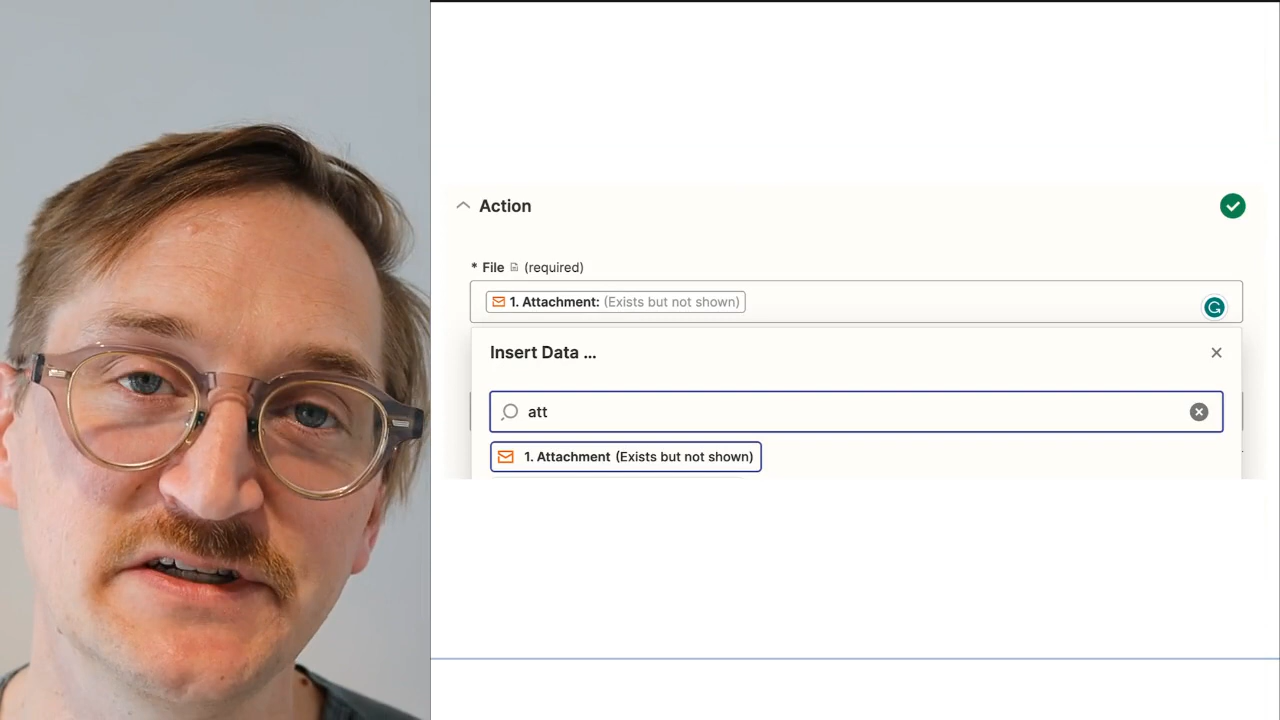 Action
* File (required)
1. Attachment: (Exists but not shown)
Insert Data ...
att
1. Attachment (Exists but not shown)